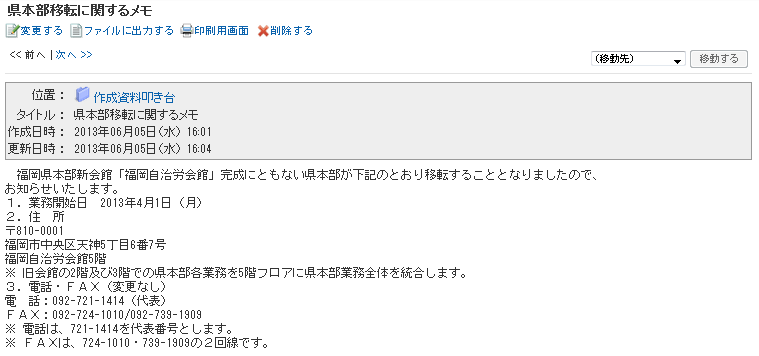 県本部移転に関するメモ
変更する ファイルに出力する 印刷用画面 削除する
<< 前へ | 次へ >>
(移動先) 移動する
位置： 作成資料叩き台
タイトル： 県本部移転に関するメモ
作成日時： 2013年06月05日(水) 16:01
更新日時： 2013年06月05日(水) 16:04
福岡県本部新会館「福岡自治労会館」完成にともない県本部が下記のとおり移転することとなりましたので、
お知らせいたします。
１．業務開始日　2013年4月1日（月）
２．住　所
〒810-0001
福岡市中央区天神5丁目6番7号
福岡自治労会館5階
※ 旧会館の2階及び3階での県本部各業務を5階フロアに県本部業務全体を統合します。
３．電話・ＦＡＸ（変更なし）
電　話：092-721-1414（代表）
ＦＡＸ：092-724-1010/092-739-1909
※ 電話は、721-1414を代表番号とします。
※ ＦＡＸは、724-1010・739-1909の２回線です。